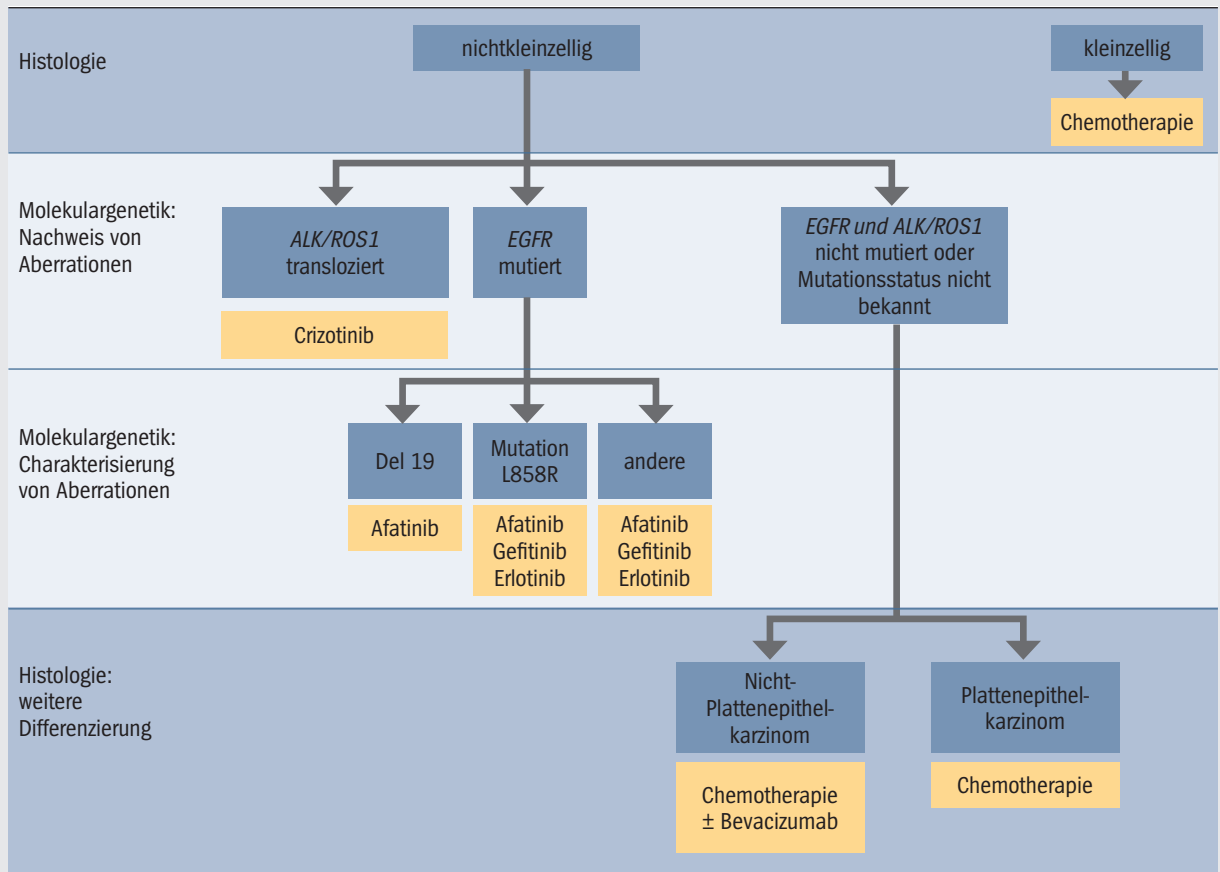 Histologie
nichtkleinzellig
kleinzellig
Chemotherapie
Molekulargenetik:
Nachweis von
Aberrationen
ALK/ROS1
transloziert
Crizotinib
EGFR
mutiert
EGFR und ALK/ROS1
nicht mutiert oder
Mutationsstatus nicht
bekannt
Molekulargenetik:
Charakterisierung
von Aberrationen
Del 19
Afatinib
Mutation
L858R
Afatinib
Gefitinib
Erlotinib
andere
Afatinib
Gefitinib
Erlotinib
Histologie:
weitere
Differenzierung
Nicht-
Plattenepithel-
karzinom
Chemotherapie
± Bevacizumab
Plattenepithel-
karzinom
Chemotherapie